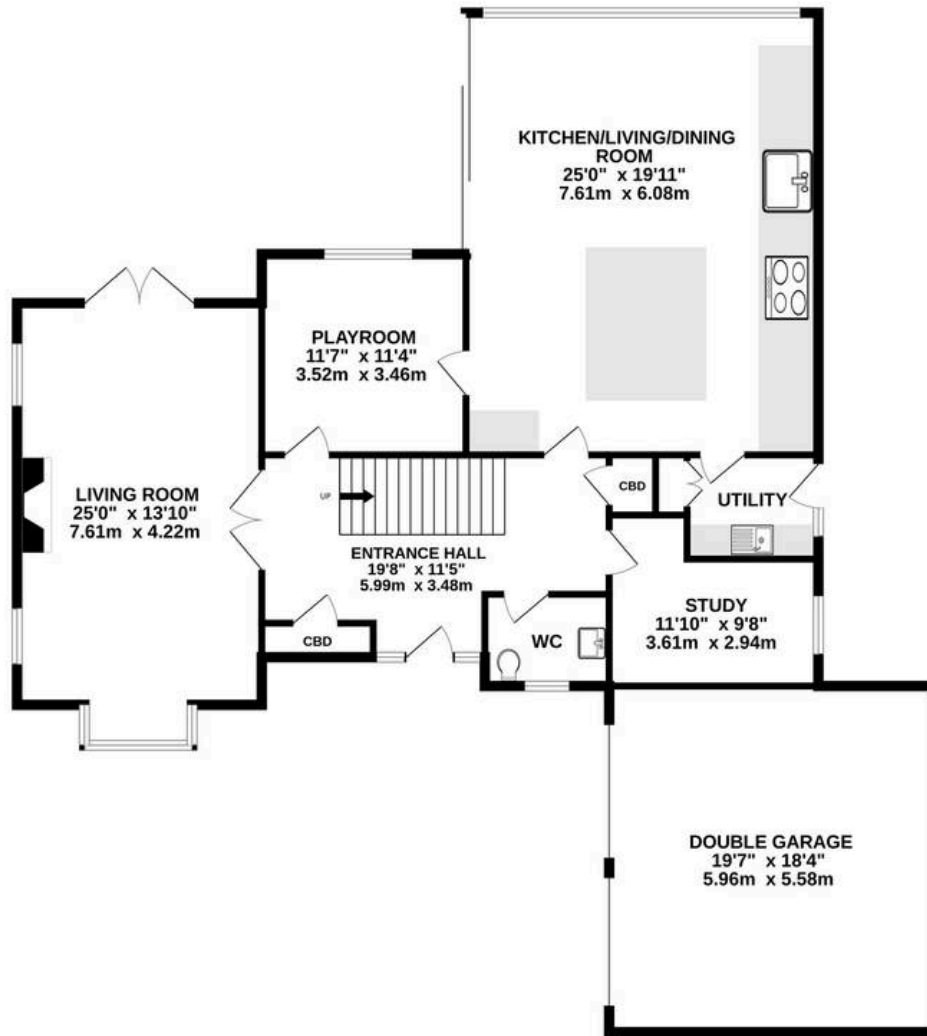 KITCHEN/LIVING/DINING
ROOM
25'0" x 19'11"
7.61m x 6.08m
PLAYROOM
11'7" x 11'4"
3.52m x 3.46m
LIVING ROOM
25'0" x 13'10"
7.61m x 4.22m
UP
CBD
UTILITY
ENTRANCE HALL
19'8" x 11'5"
5.99m x 3.48m
STUDY
11'10" x 9'8"
3.61m x 2.94m
CBD
WC
DOUBLE GARAGE
19'7" x 18'4"
5.96m x 5.58m